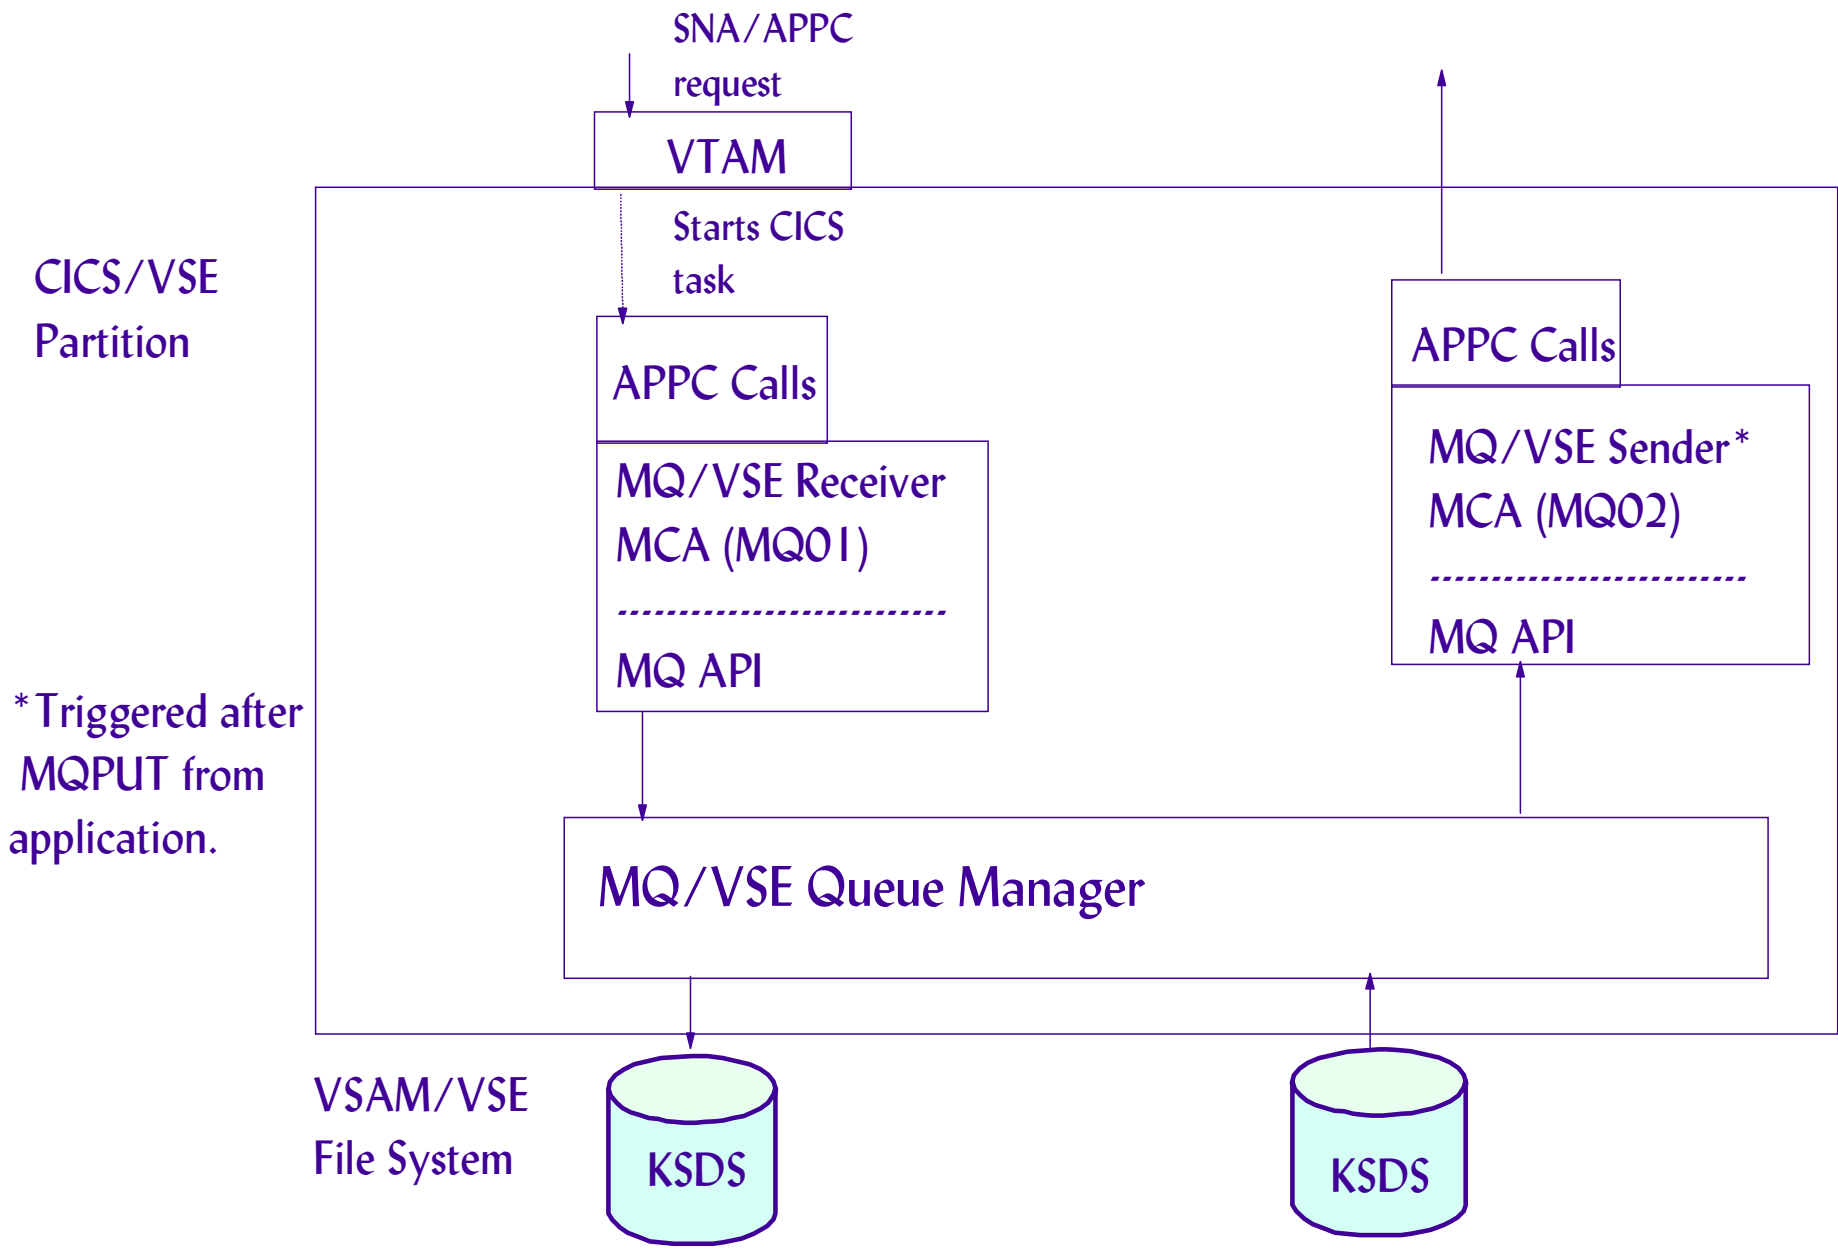 SNA/APPC
request
VTAM
Starts CICS
task
CICS/VSE
Partition
APPC Calls
APPC Calls
MQ/VSE Receiver
MCA (MQ01)
---------------------------
MQ API
MQ/VSE Sender*
MCA (MQ02)
--------------------------
MQ API
*Triggered after
MQPUT from
application.
MQ/VSE Queue Manager
VSAM/VSE
File System
KSDS
KSDS